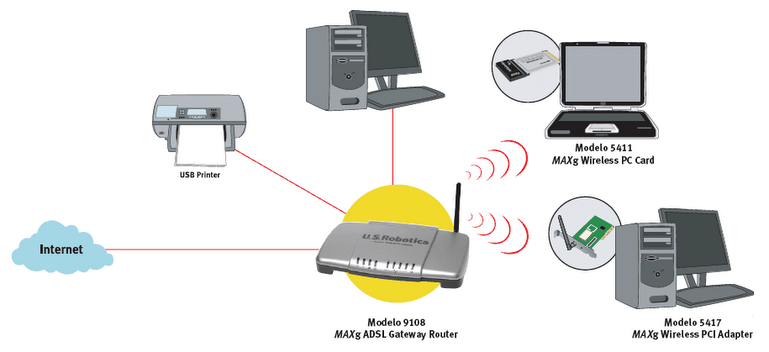 Modelo 5411
MAXg Wireless PC Card
USB Printer
Internet
U.S.Robotics
Modelo 9108
MAXg ADSL Gateway Router
Modelo 5417
MAXg Wireless PCI Adapter